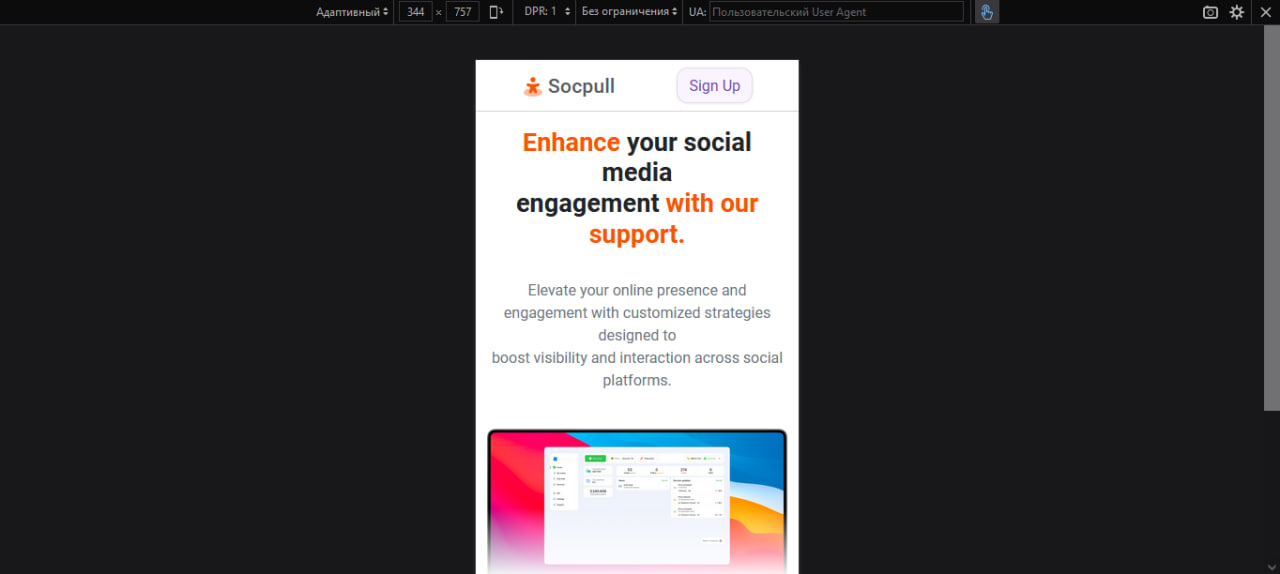 Адаптивный 344 × 757 DPR: 1 Без ограничения UA: Пользовательский User Agent
Socpull Sign Up
Enhance your social
media
engagement with our
support.
Elevate your online presence and
engagement with customized strategies
designed to
boost visibility and interaction across social
platforms.